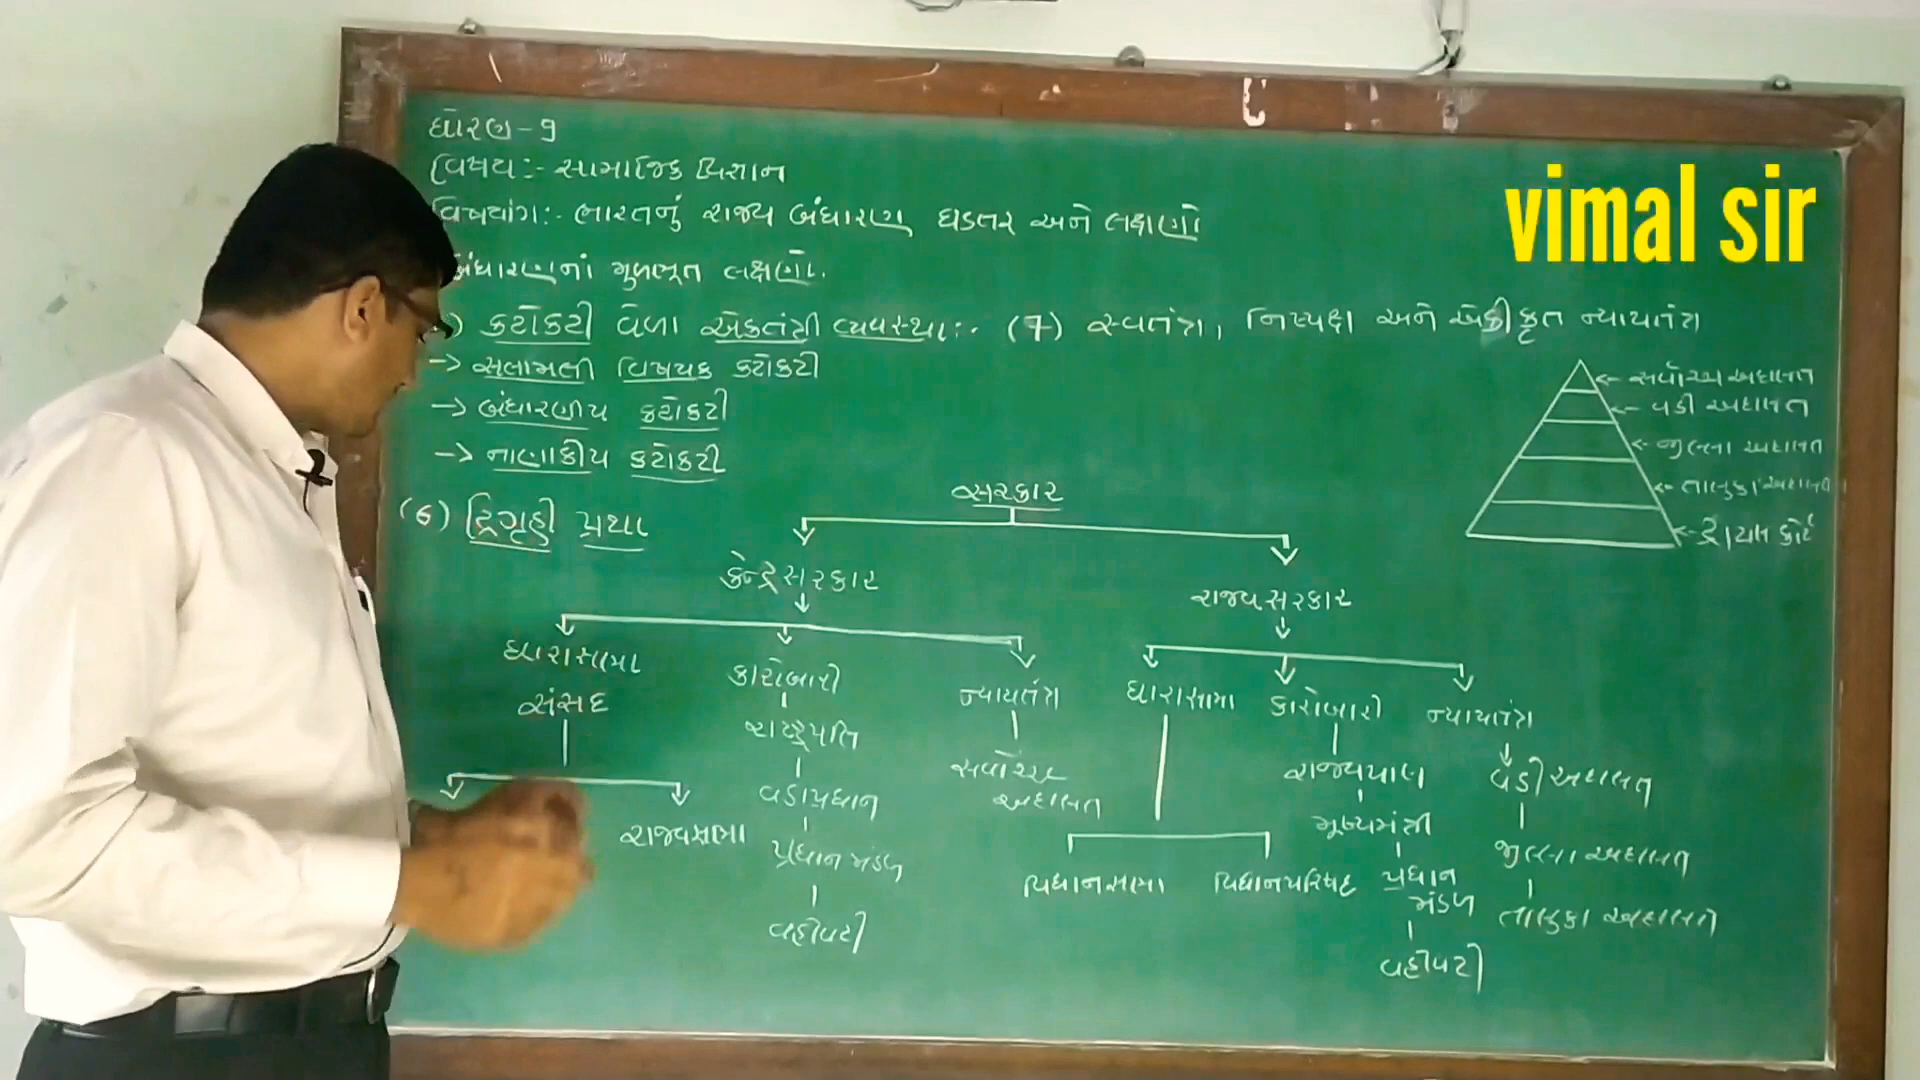 ધોરણ - 9
વિષય :- સામાજિક વિજ્ઞાન
વિષયાંગ :- ભારતનું રાજ્ય બંધારણ ઘડતર અને લક્ષણો
બંધારણનાં મુળભૂત લક્ષણો.
કટોકટી વેળા એકતંત્રી વ્યવસ્થા :-
-> સલામતી વિષયક કટોકટી
-> બંધારણીય કટોકટી
-> નાણાકીય કટોકટી
(6) દ્વિગૃહી પ્રથા
(7) સ્વતંત્ર, નિષ્પક્ષ અને એકીકૃત ન્યાયતંત્ર
સર્વોચ્ચ અદાલત
વડી અદાલત
જીલ્લા અદાલત
તાલુકા અદાલત
ટ્રાયલ કોર્ટ
સરકાર
કેન્દ્ર સરકાર
રાજ્ય સરકાર
ધારાસભા
સંસદ
રાજ્યસભા
કારોબારી
રાષ્ટ્રપતિ
વડાપ્રધાન
પ્રધાન મંડળ
વહીવટી
ન્યાયતંત્ર
સર્વોચ્ચ
અદાલત
ધારાસભા
વિધાનસભા
વિધાનપરિષદ
કારોબારી
રાજ્યપાલ
મુખ્યમંત્રી
પ્રધાન
મંડળ
વહીવટી
ન્યાયતંત્ર
વડી અદાલત
જીલ્લા અદાલત
તાલુકા અદાલત
vimal sir